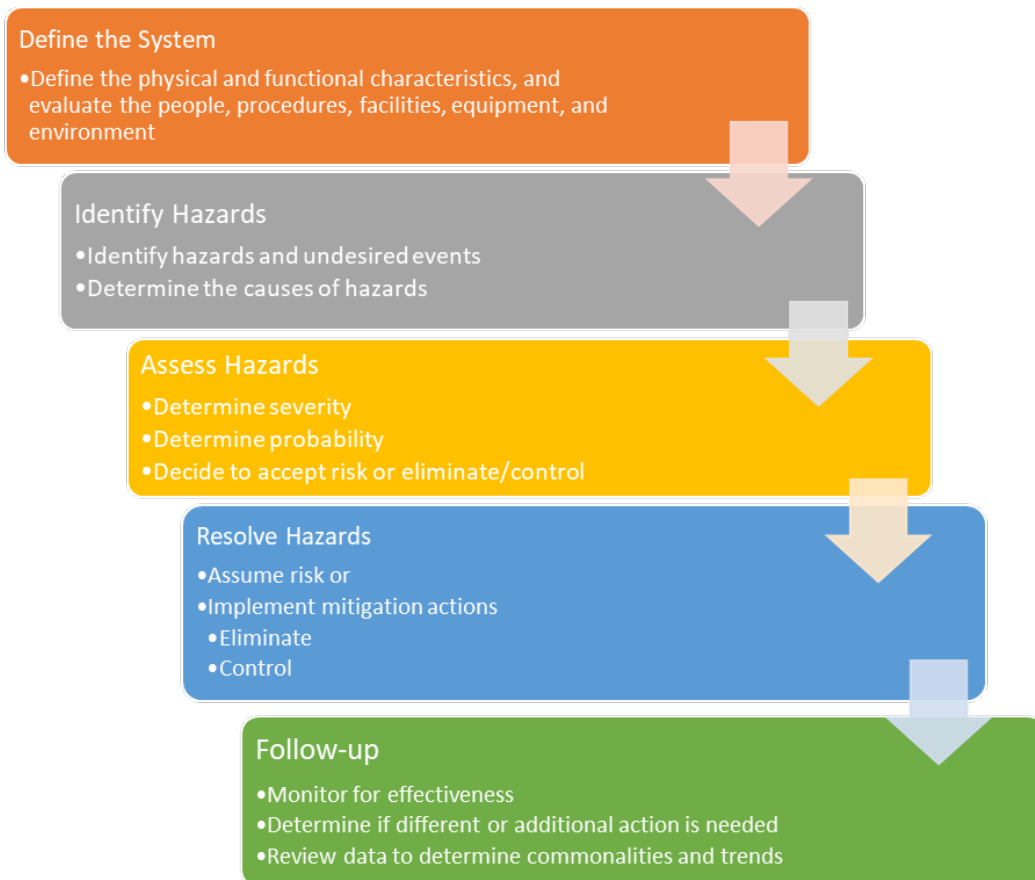 Define the System
•Define the physical and functional characteristics, and
evaluate the people, procedures, facilities, equipment, and
environment
Identify Hazards
•Identify hazards and undesired events
•Determine the causes of hazards
Assess Hazards
•Determine severity
•Determine probability
•Decide to accept risk or eliminate/control
Resolve Hazards
•Assume risk or
•Implement mitigation actions
•Eliminate
•Control
Follow-up
•Monitor for effectiveness
•Determine if different or additional action is needed
•Review data to determine commonalities and trends